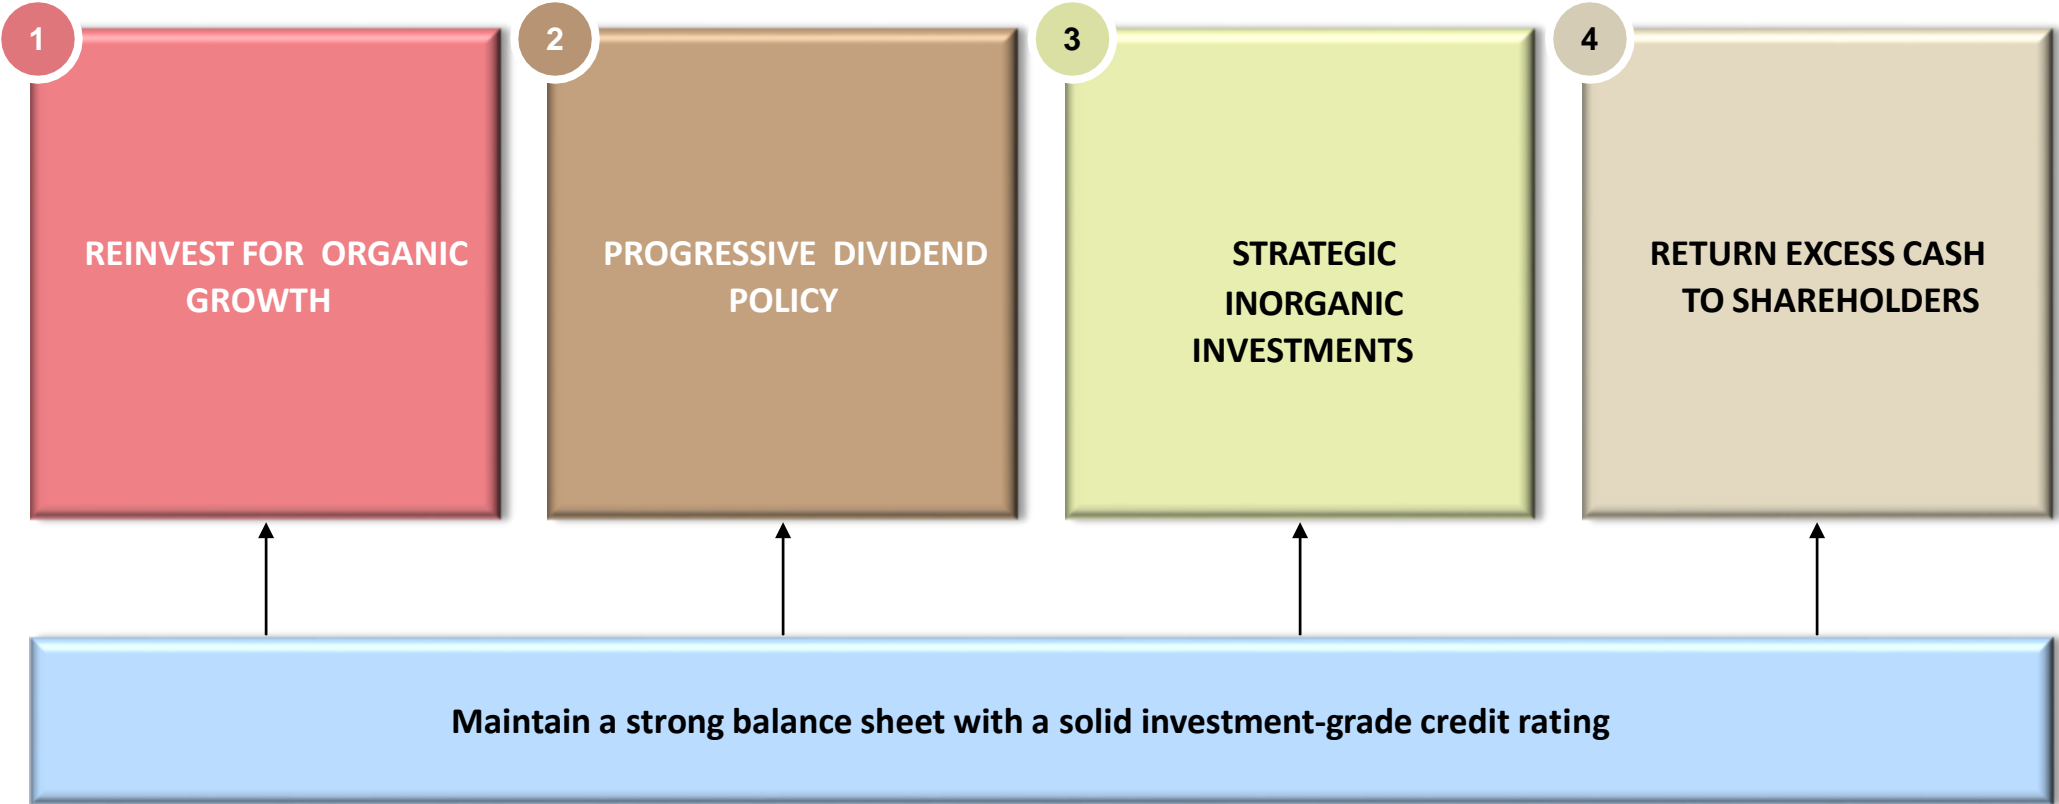 1
REINVEST FOR ORGANIC
GROWTH
2
PROGRESSIVE DIVIDEND
POLICY
3
STRATEGIC
INORGANIC
INVESTMENTS
4
RETURN EXCESS CASH
TO SHAREHOLDERS
Maintain a strong balance sheet with a solid investment-grade credit rating